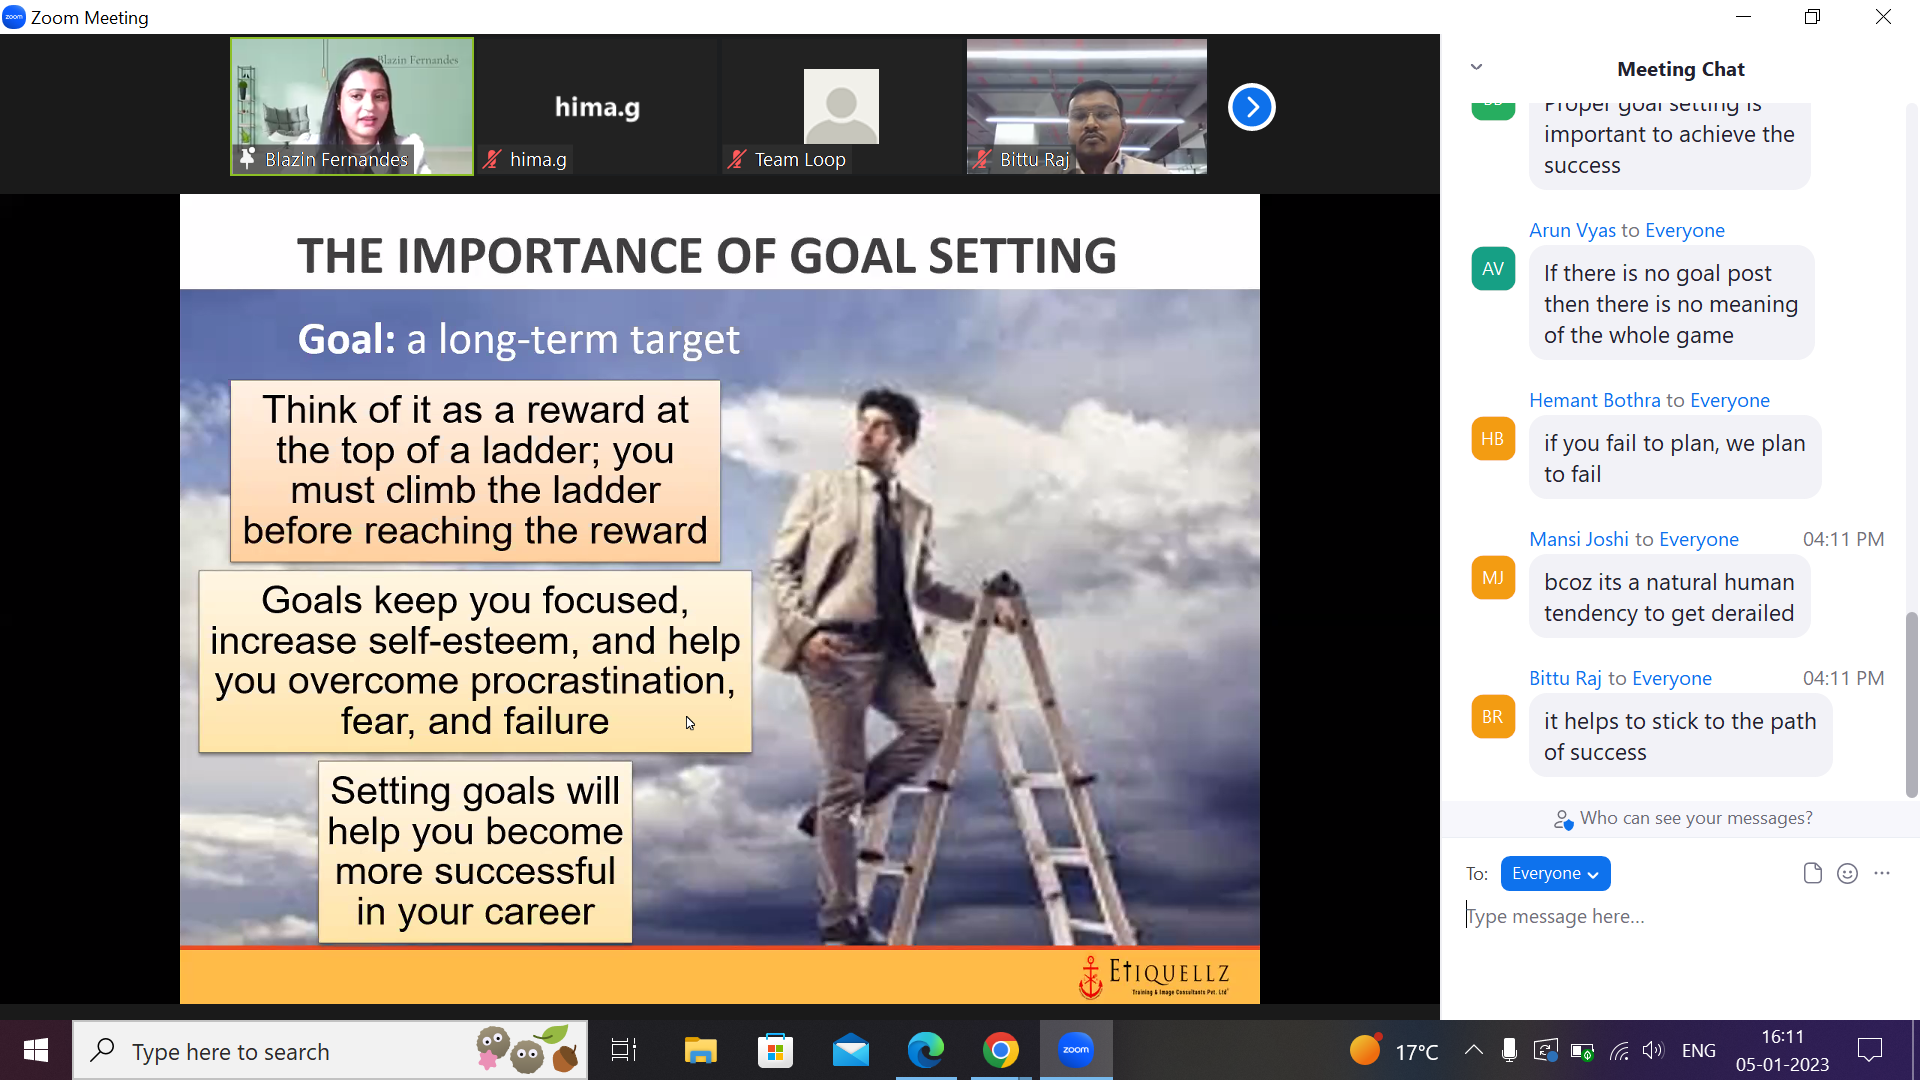 zoom
Zoom Meeting
Blazin Fernandes
Blazin Fernandes
hima.g
hima.g
Team Loop
Bittu Raj
THE IMPORTANCE OF GOAL SETTING
Goal: a long-term target
Think of it as a reward at
the top of a ladder; you
must climb the ladder
before reaching the reward
Goals keep you focused,
increase self-esteem, and help
you overcome procrastination,
fear, and failure
Setting goals will
help you become
more successful
in your career
ETIQUELLZ
Training & Image Consultants Pvt. Ltd
Meeting Chat
Proper goal setting is
important to achieve the
success
Arun Vyas to Everyone
AV
If there is no goal post
then there is no meaning
of the whole game
Hemant Bothra to Everyone
HB
if you fail to plan, we plan
to fail
Mansi Joshi to Everyone 04:11 PM
MJ
bcoz its a natural human
tendency to get derailed
Bittu Raj to Everyone 04:11 PM
BR
it helps to stick to the path
of success
Who can see your messages?
To: Everyone
Type message here...
Type here to search
zoom
17°C
ENG
16:11
05-01-2023